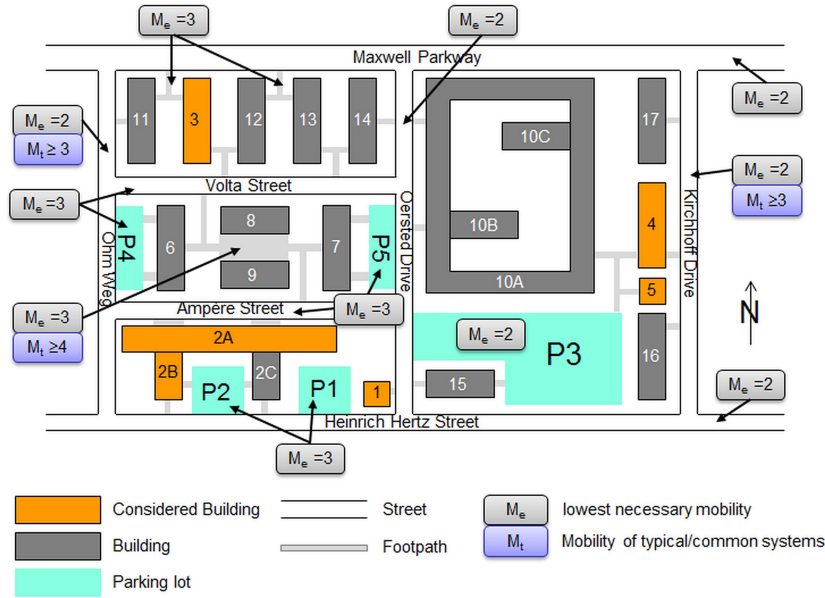 Me =3
Me =2
Maxwell Parkway
Me =2
11
3
12
13
14
10C
17
Me =2
Mt ≥ 3
Me =2
Mt ≥3
Volta Street
Me =3
Ohm Weg
P4
6
8
9
7
P5
Oersted Drive
10B
10A
4
5
Kirchhoff Drive
N
Ampère Street
Me =3
Me =3
Mt ≥4
2A
2B
2C
P2
P1
1
Me =2
P3
15
16
Me =2
Heinrich Hertz Street
Me =3
Considered Building
Street
Me
lowest necessary mobility
Building
Footpath
Mt
Mobility of typical/common systems
Parking lot